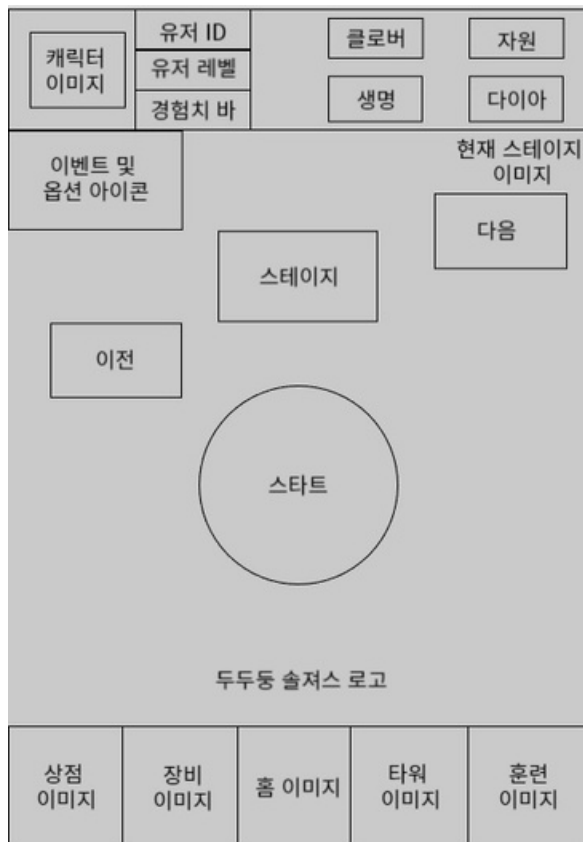 캐릭터
이미지
유저 ID
유저 레벨
경험치 바
클로버
자원
생명
다이아
이벤트 및
옵션 아이콘
현재 스테이지
이미지
다음
스테이지
이전
스타트
두두둥 솔져스 로고
상점
이미지
장비
이미지
홈 이미지
타워
이미지
훈련
이미지